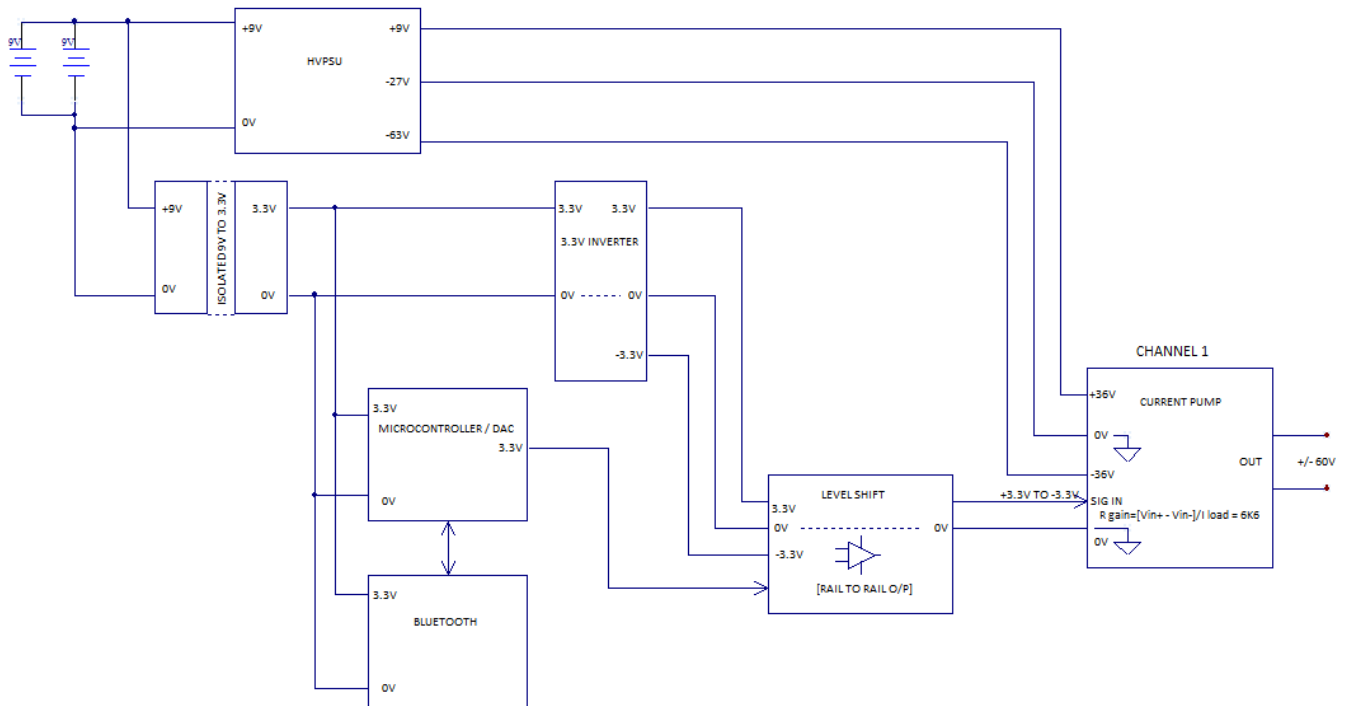 9V
9V
+9V
HVPSU
0V
+9V
-27V
-63V
+9V
0V
ISOLATED 9V TO 3.3V
3.3V
0V
3.3V
3.3V
3.3V INVERTER
0V
0V
-3.3V
3.3V
MICROCONTROLLER / DAC
3.3V
0V
3.3V
BLUETOOTH
0V
LEVEL SHIFT
3.3V
0V
0V
-3.3V
[RAIL TO RAIL O/P]
+3.3V TO -3.3V
CHANNEL 1
CURRENT PUMP
+36V
0V
-36V
OUT
+/- 60V
SIG IN
R gain=[Vin+ - Vin-]/I load = 6K6
0V